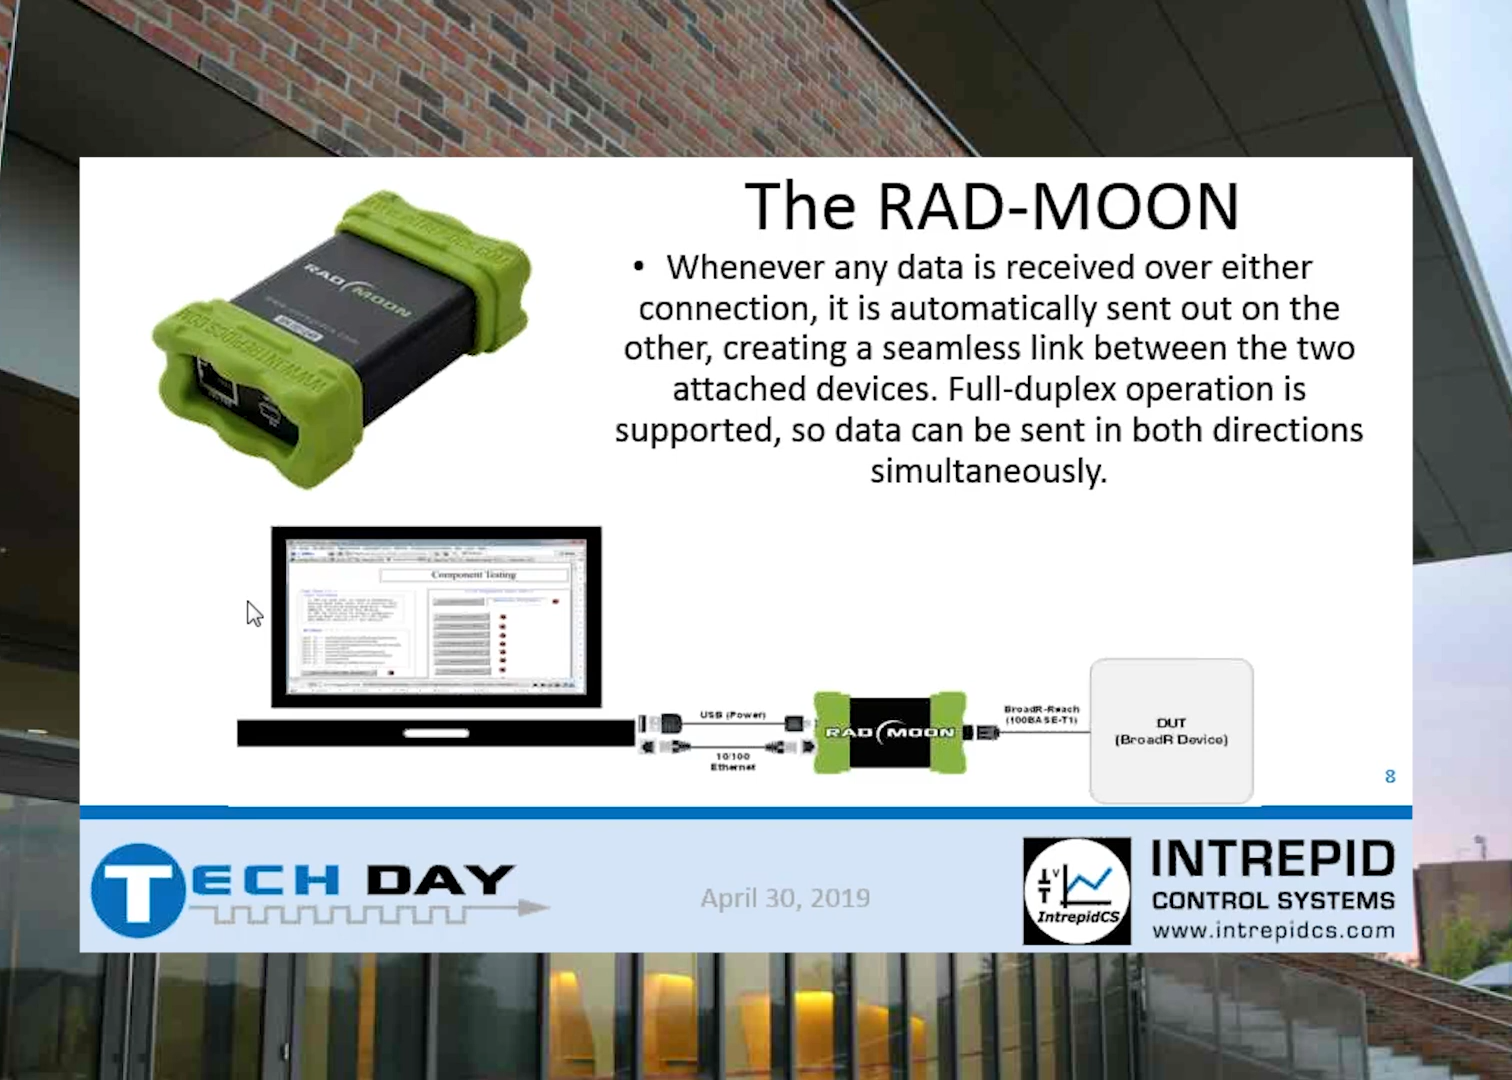 The RAD-MOON
• Whenever any data is received over either
connection, it is automatically sent out on the
other, creating a seamless link between the two
attached devices. Full-duplex operation is
supported, so data can be sent in both directions
simultaneously.
RAD MOON
Component Testing
USB (Power)
10/100
Ethernet
RAD MOON
BroadR-Reach
(100BASE-T1)
DUT
(BroadR Device)
8
TECH DAY
April 30, 2019
IntrepidCS
INTREPID
CONTROL SYSTEMS
www.intrepidcs.com